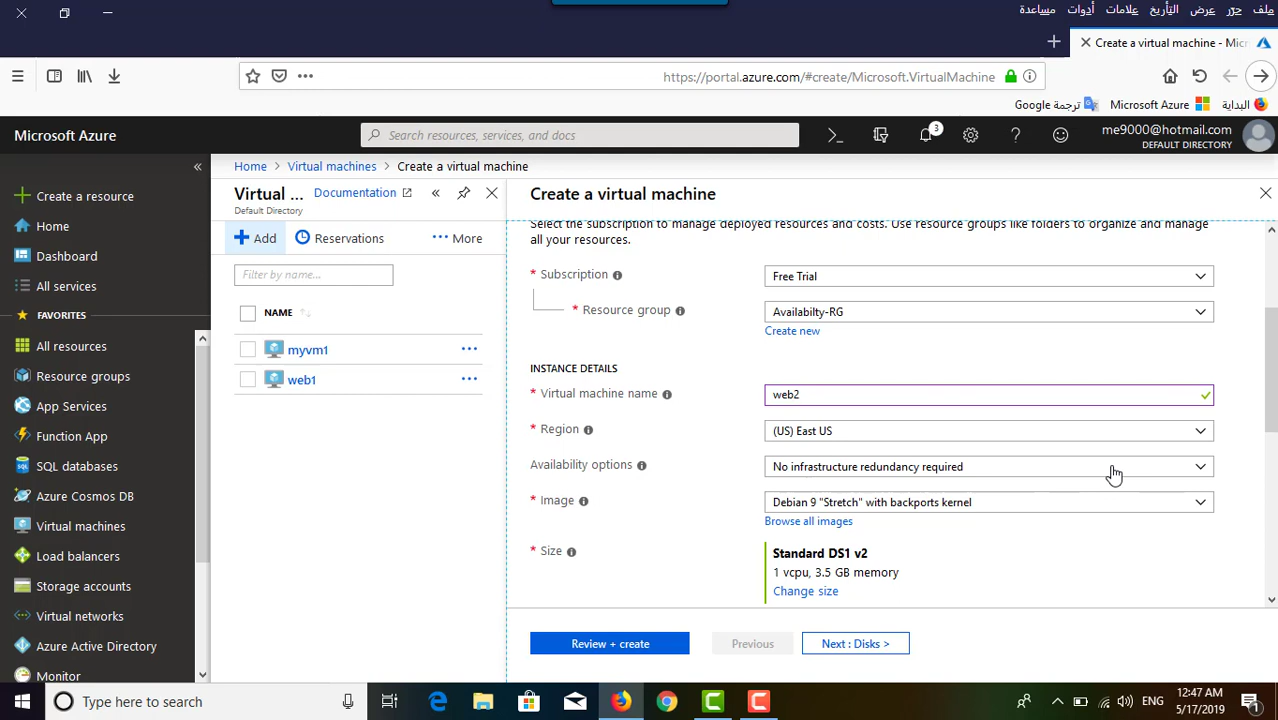 ملف حرّر عرض التأريخ علامات أدوات مساعدة
Create a virtual machine - Micr
https://portal.azure.com/#create/Microsoft.VirtualMachine
البداية Microsoft Azure ترجمة Google
Microsoft Azure
Search resources, services, and docs
3
me9000@hotmail.com
DEFAULT DIRECTORY
Create a resource
Home
Dashboard
All services
FAVORITES
All resources
Resource groups
App Services
Function App
SQL databases
Azure Cosmos DB
Virtual machines
Load balancers
Storage accounts
Virtual networks
Azure Active Directory
Monitor
Home > Virtual machines > Create a virtual machine
Virtual ... Documentation
Default Directory
Add Reservations ... More
Filter by name...
NAME
myvm1
web1
Create a virtual machine
Select the subscription to manage deployed resources and costs. Use resource groups like folders to organize and manage
all your resources.
* Subscription Free Trial
* Resource group Availabilty-RG
Create new
INSTANCE DETAILS
* Virtual machine name web2
* Region (US) East US
Availability options No infrastructure redundancy required
* Image Debian 9 "Stretch" with backports kernel
Browse all images
* Size Standard DS1 v2
1 vcpu, 3.5 GB memory
Change size
Review + create Previous Next : Disks >
Type here to search
ENG
12:47 AM
5/17/2019
1